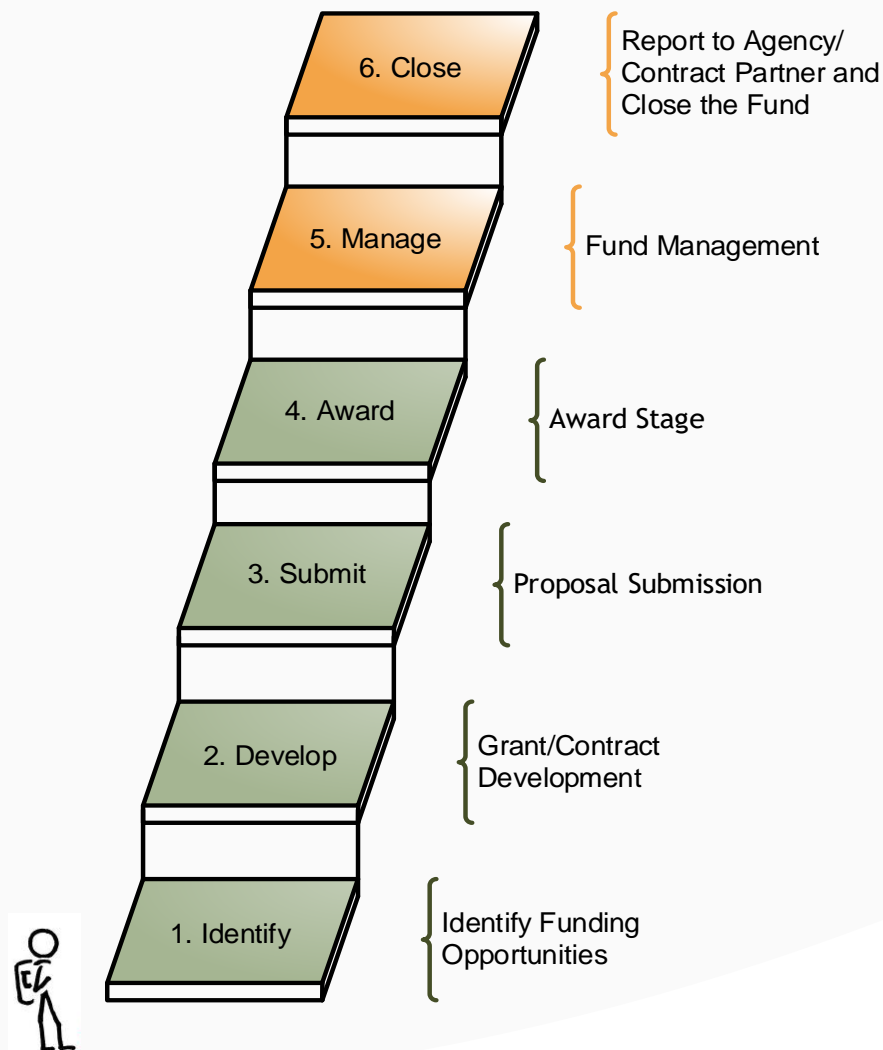 6. Close
Report to Agency/
Contract Partner and
Close the Fund
5. Manage
Fund Management
4. Award
Award Stage
3. Submit
Proposal Submission
2. Develop
Grant/Contract
Development
1. Identify
Identify Funding
Opportunities